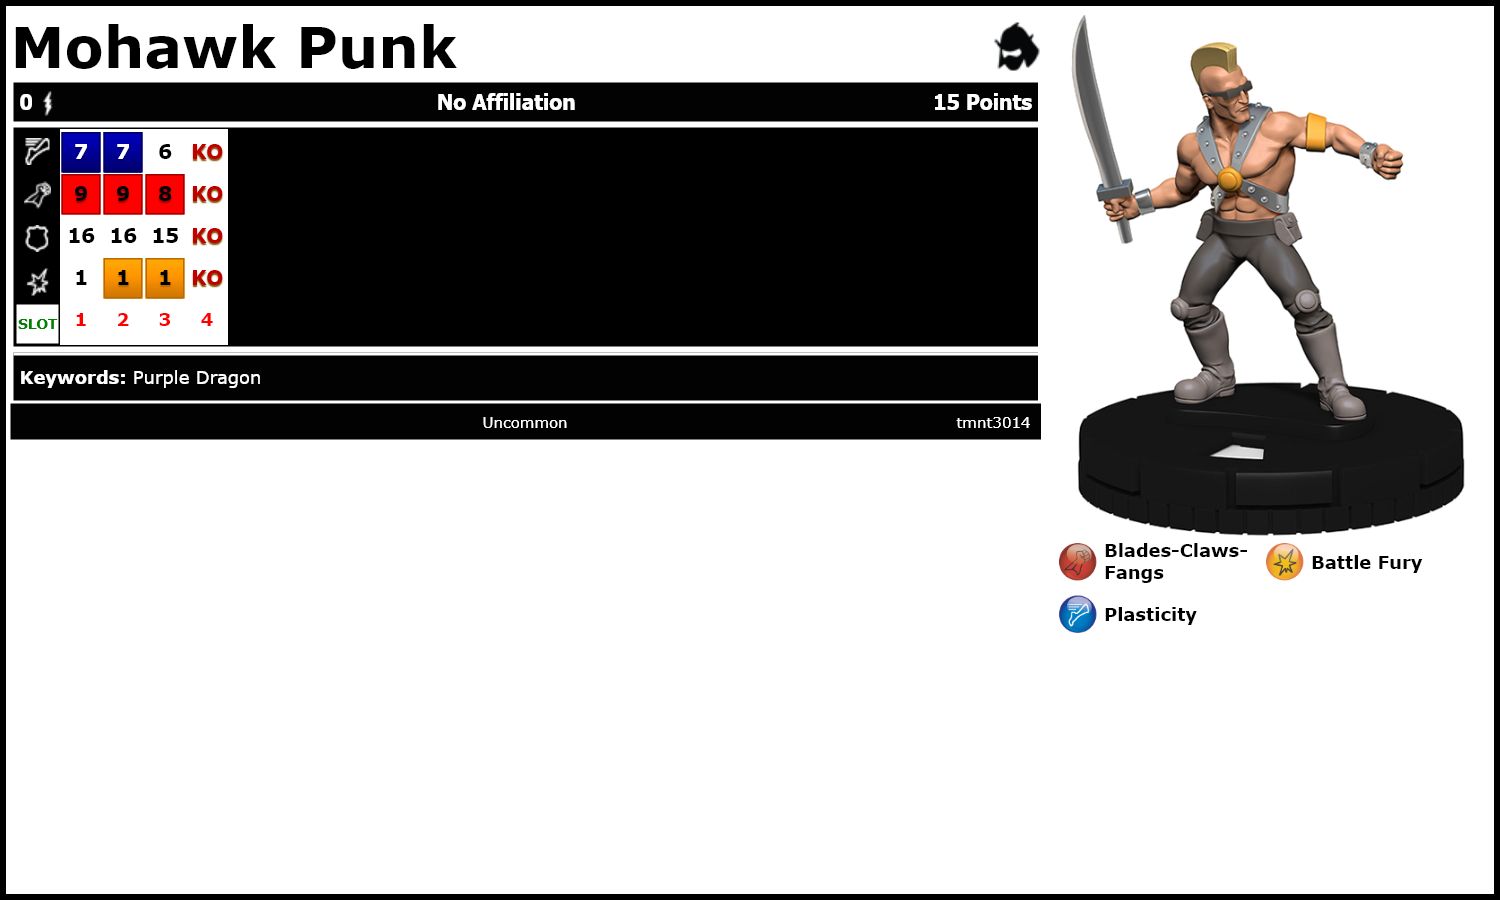 Mohawk Punk
0 No Affiliation 15 Points
7 7 6 KO
9 9 8 KO
16 16 15 KO
1 1 1 KO
SLOT 1 2 3 4
Keywords: Purple Dragon
Uncommon tmnt3014
Blades-Claws-
Fangs
Battle Fury
Plasticity